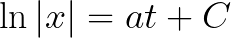 ln |x| = at + C